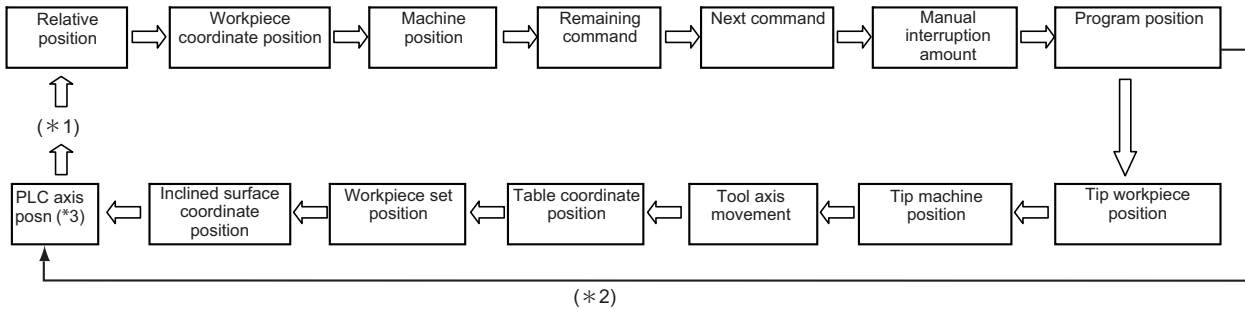 Relative
position
Workpiece
coordinate position
Machine
position
Remaining
command
Next command
Manual
interruption
amount
Program position
(＊1)
PLC axis
posn (*3)
Inclined surface
coordinate
position
Workpiece set
position
Table coordinate
position
Tool axis
movement
Tip machine
position
Tip workpiece
position
(＊2)